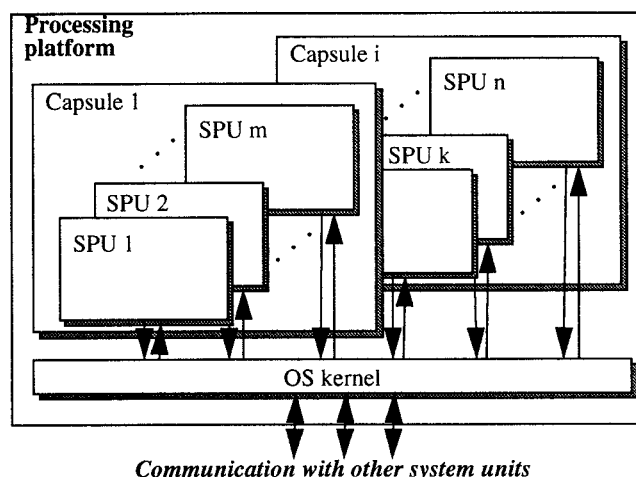 Processing
platform
Capsule i
Capsule 1
SPU n
SPU m
SPU k
SPU 2
SPU 1
OS kernel
Communication with other system units